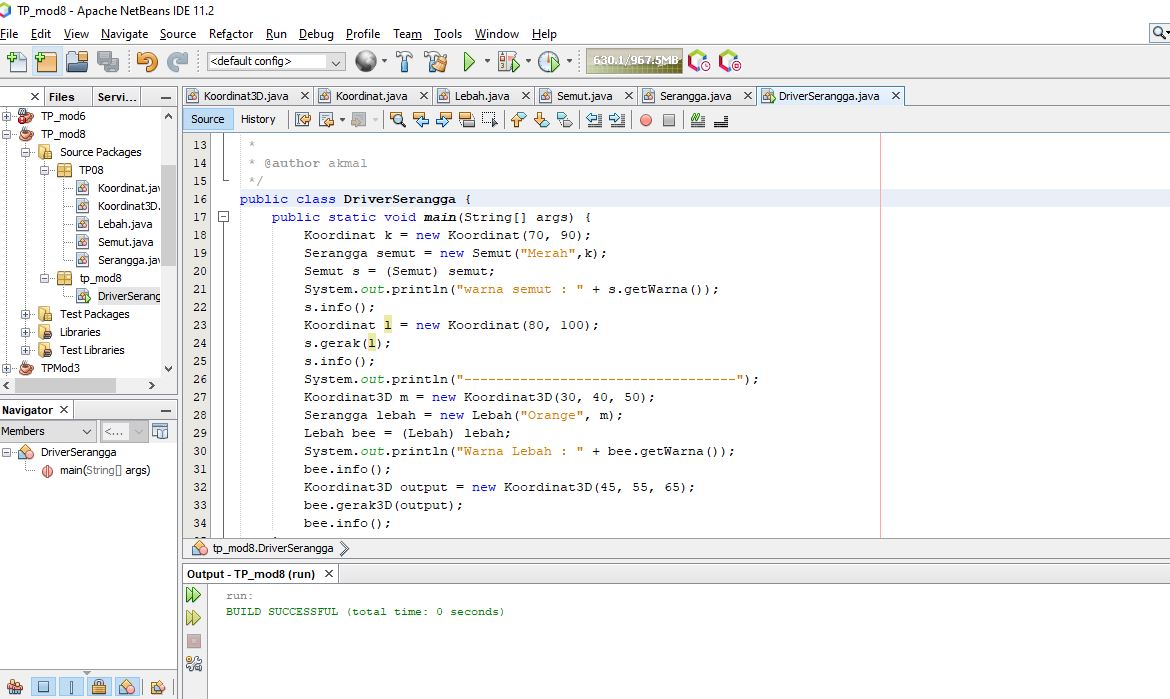 TP_mod8 - Apache NetBeans IDE 11.2
File Edit View Navigate Source Refactor Run Debug Profile Team Tools Window Help
<default config> 630.1/967.5MB
Files Servi...
Koordinat3D.java Koordinat.java Lebah.java Semut.java Serangga.java DriverSerangga.java
Source History
TP_mod6
TP_mod8
Source Packages
TP08
Koordinat.jav
Koordinat3D.
Lebah.java
Semut.java
Serangga.jav
tp_mod8
DriverSerang
Test Packages
Libraries
Test Libraries
TPMod3
Navigator
Members <...
DriverSerangga
main(String[] args)
13 *
14 * @author akmal
15 */
16 public class DriverSerangga {
17 public static void main(String[] args) {
18 Koordinat k = new Koordinat(70, 90);
19 Serangga semut = new Semut("Merah",k);
20 Semut s = (Semut) semut;
21 System.out.println("warna semut : " + s.getWarna());
22 s.info();
23 Koordinat l = new Koordinat(80, 100);
24 s.gerak(l);
25 s.info();
26 System.out.println("----------------------------------");
27 Koordinat3D m = new Koordinat3D(30, 40, 50);
28 Serangga lebah = new Lebah("Orange", m);
29 Lebah bee = (Lebah) lebah;
30 System.out.println("Warna Lebah : " + bee.getWarna());
31 bee.info();
32 Koordinat3D output = new Koordinat3D(45, 55, 65);
33 bee.gerak3D(output);
34 bee.info();
tp_mod8.DriverSerangga
Output - TP_mod8 (run)
run:
BUILD SUCCESSFUL (total time: 0 seconds)